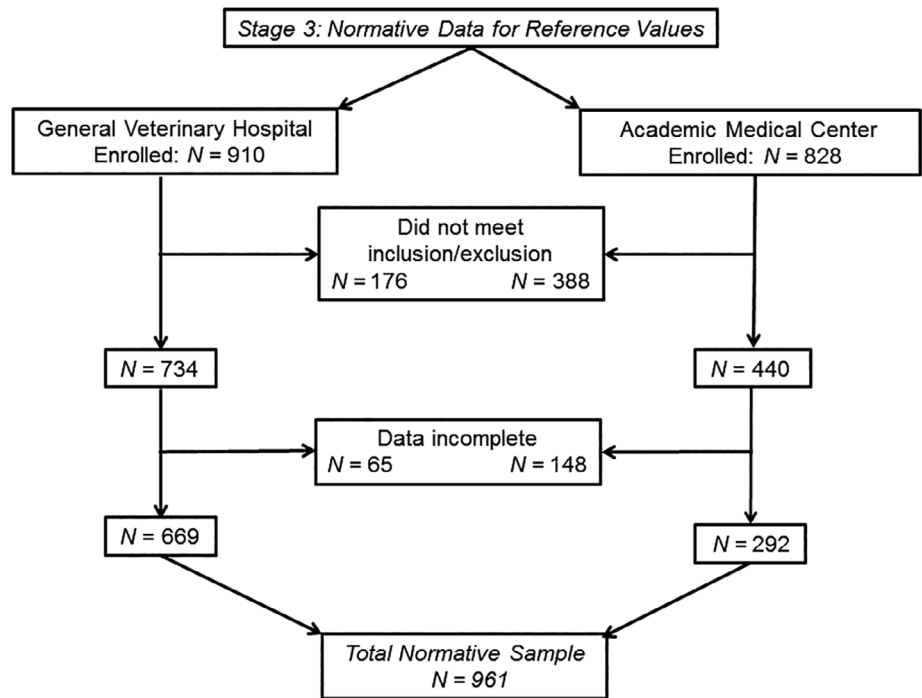 Stage 3: Normative Data for Reference Values
General Veterinary Hospital
Enrolled: N = 910
Academic Medical Center
Enrolled: N = 828
Did not meet
inclusion/exclusion
N = 176 N = 388
N = 734
N = 440
Data incomplete
N = 65 N = 148
N = 669
N = 292
Total Normative Sample
N = 961